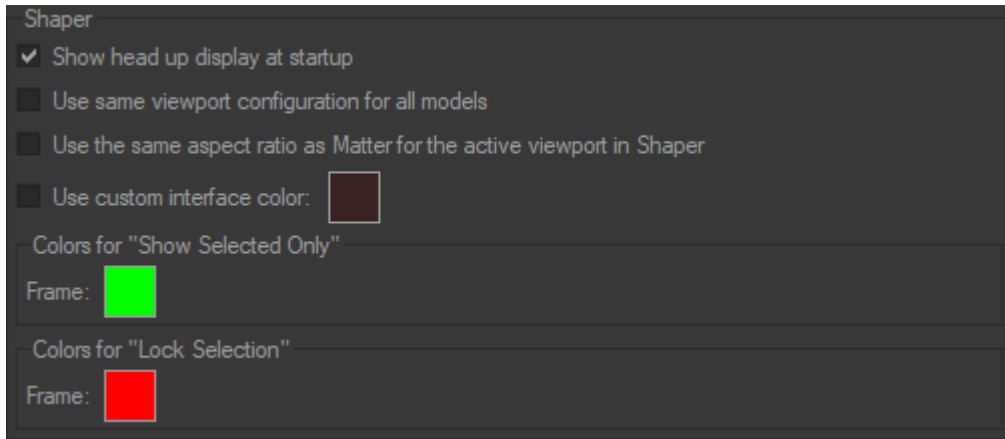 Shaper
Show head up display at startup
Use same viewport configuration for all models
Use the same aspect ratio as Matter for the active viewport in Shaper
Use custom interface color:
Colors for "Show Selected Only"
Frame:
Colors for "Lock Selection"
Frame: